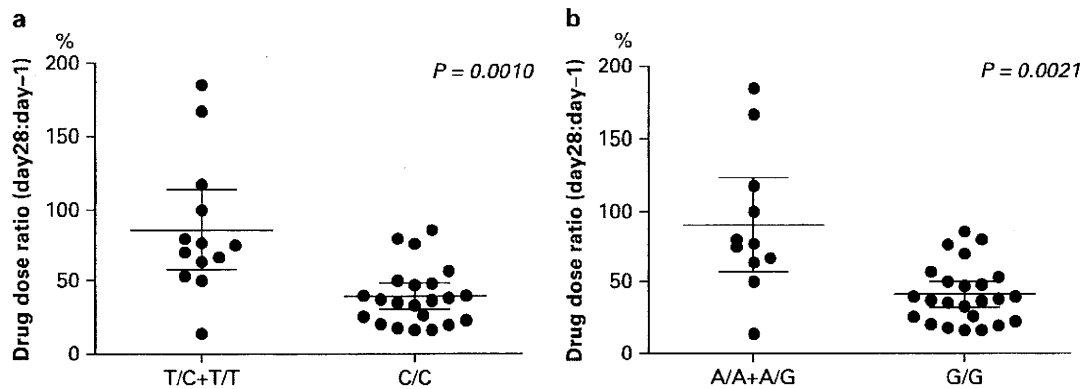 a
%
200
150
100
50
0
Drug dose ratio (day28:day−1)
P = 0.0010
T/C+T/T
C/C
b
%
200
150
100
50
0
Drug dose ratio (day28:day−1)
P = 0.0021
A/A+A/G
G/G